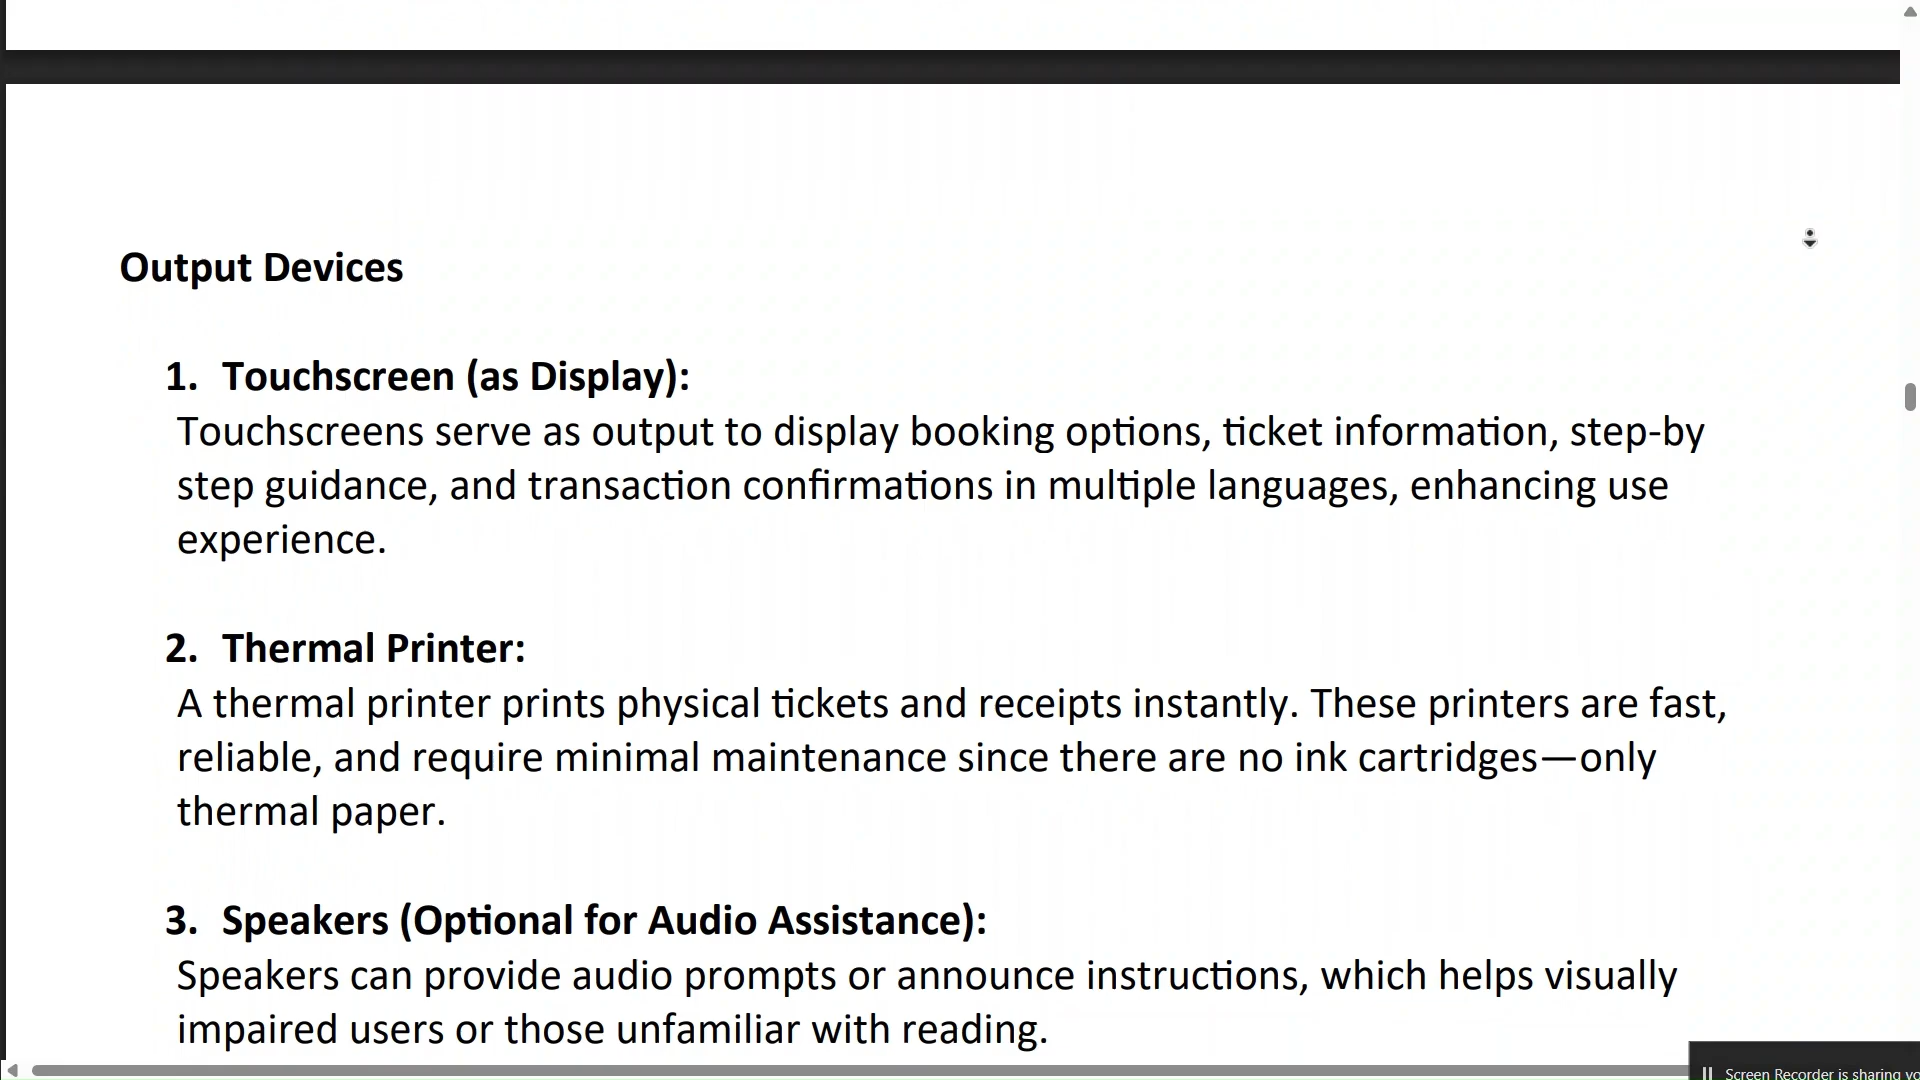 Output Devices
1. Touchscreen (as Display):
Touchscreens serve as output to display booking options, ticket information, step-by
step guidance, and transaction confirmations in multiple languages, enhancing use
experience.
2. Thermal Printer:
A thermal printer prints physical tickets and receipts instantly. These printers are fast,
reliable, and require minimal maintenance since there are no ink cartridges—only
thermal paper.
3. Speakers (Optional for Audio Assistance):
Speakers can provide audio prompts or announce instructions, which helps visually
impaired users or those unfamiliar with reading.
Screen Recorder is sharing yo